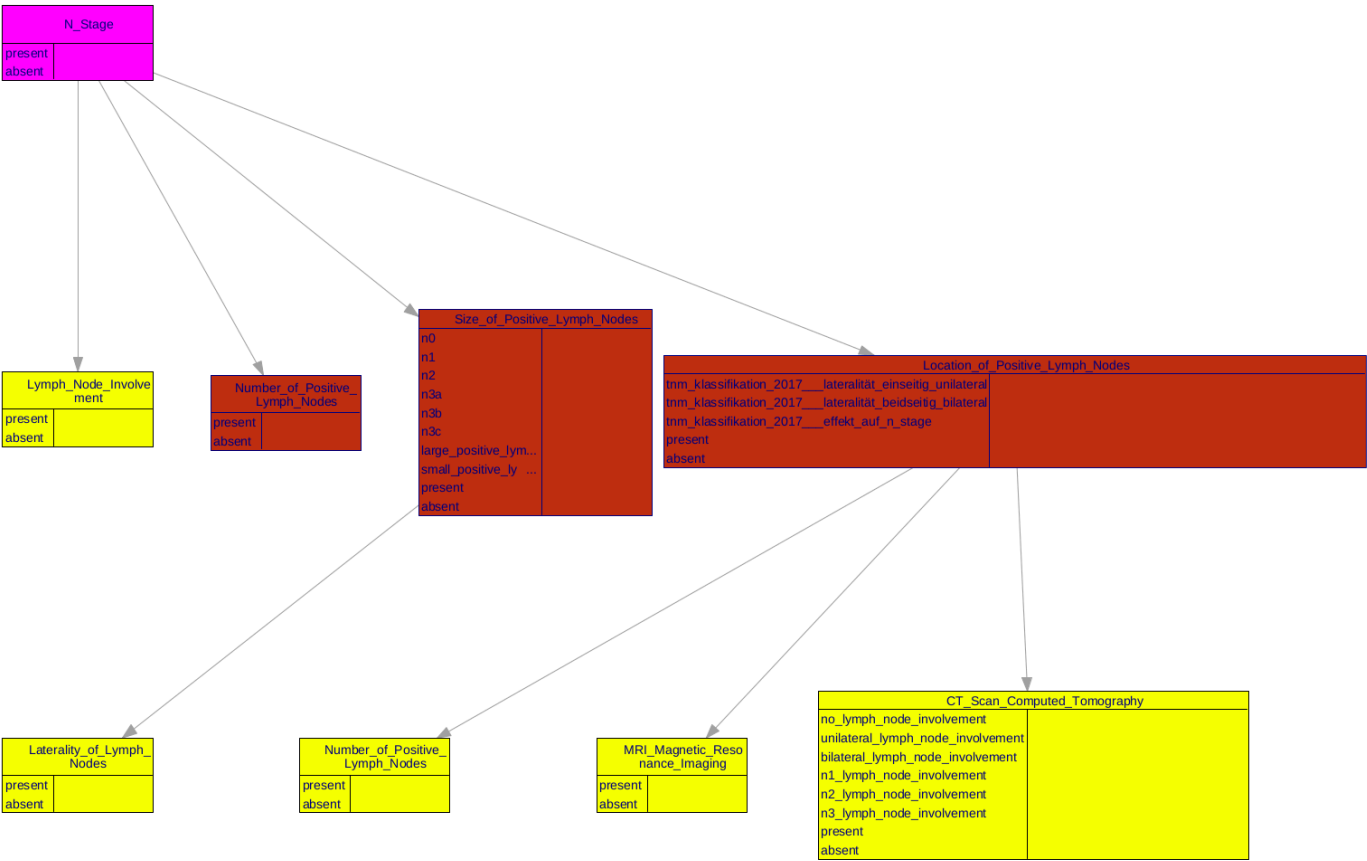 N_Stage
present
absent
Size_of_Positive_Lymph_Nodes
n0
n1
n2
n3a
n3b
n3c
large_positive_lym...
small_positive_ly ...
present
absent
Location_of_Positive_Lymph_Nodes
tnm_klassifikation_2017___lateralität_einseitig_unilateral
tnm_klassifikation_2017___lateralität_beidseitig_bilateral
tnm_klassifikation_2017___effekt_auf_n_stage
present
absent
Lymph_Node_Involve
ment
present
absent
Number_of_Positive_
Lymph_Nodes
present
absent
Laterality_of_Lymph_
Nodes
present
absent
Number_of_Positive_
Lymph_Nodes
present
absent
MRI_Magnetic_Reso
nance_Imaging
present
absent
CT_Scan_Computed_Tomography
no_lymph_node_involvement
unilateral_lymph_node_involvement
bilateral_lymph_node_involvement
n1_lymph_node_involvement
n2_lymph_node_involvement
n3_lymph_node_involvement
present
absent